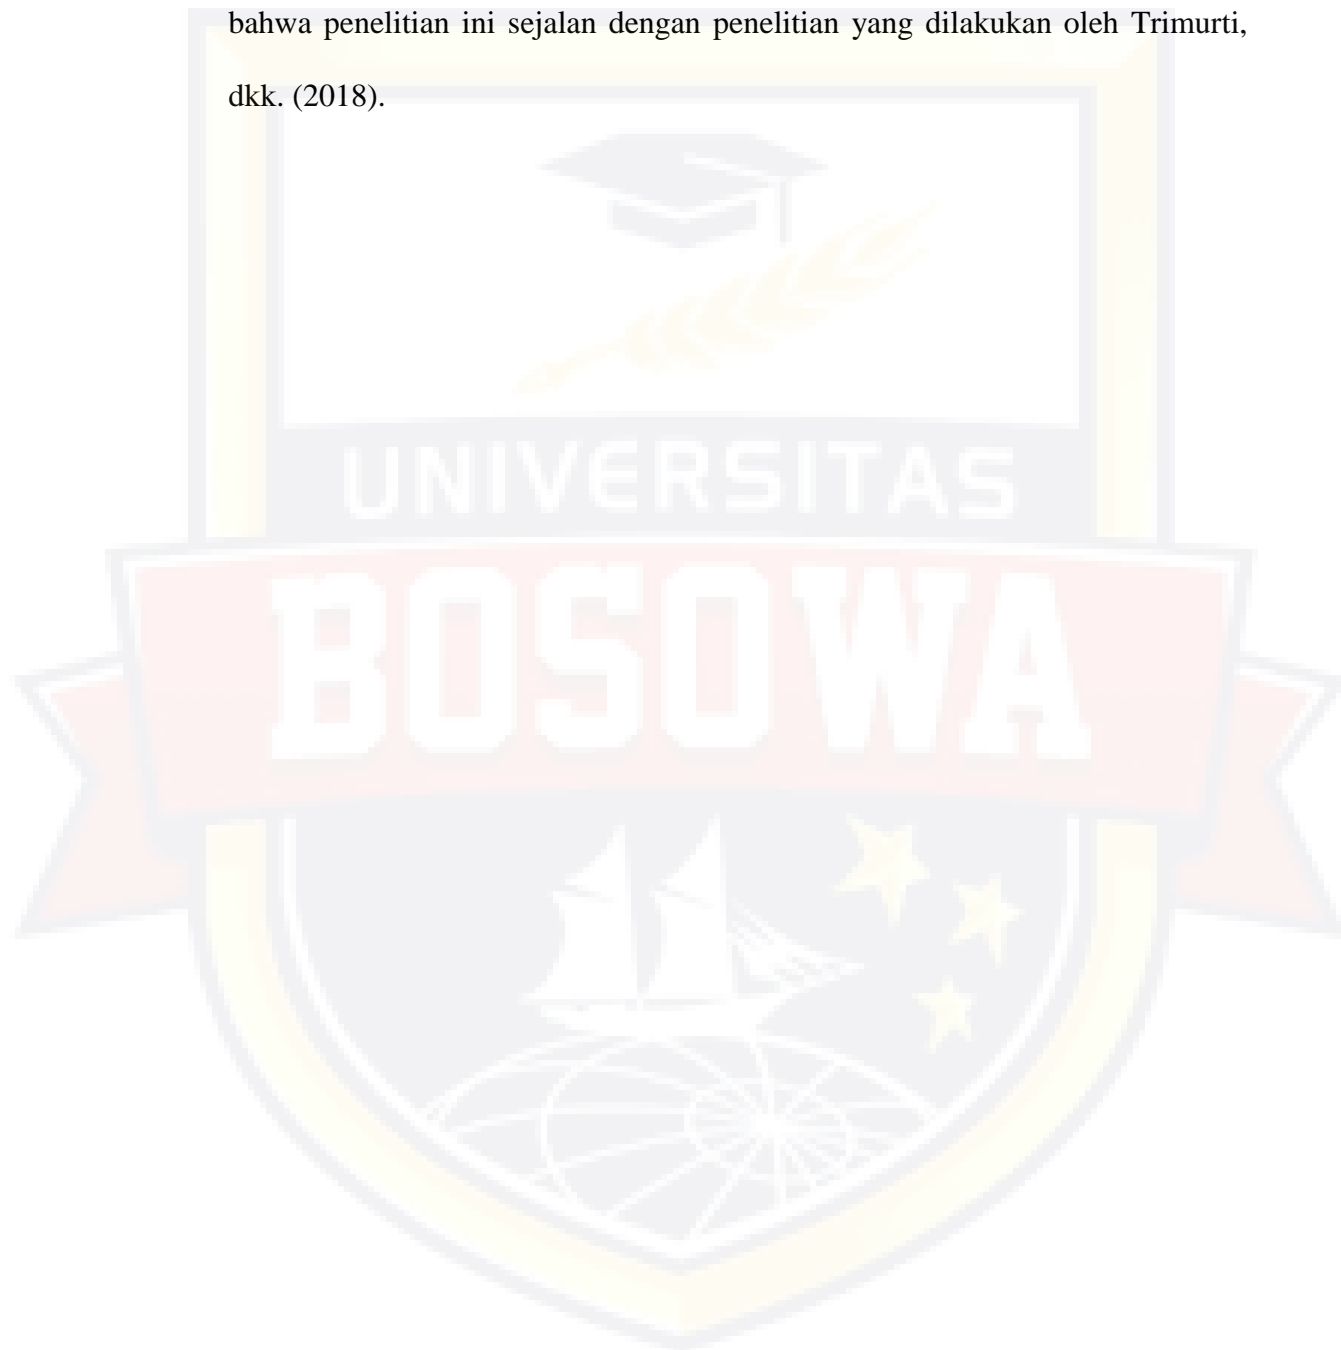 bahwa penelitian ini sejalan dengan penelitian yang dilakukan oleh Trimurti,
dkk. (2018).
UNIVERSITAS
BOSOWA